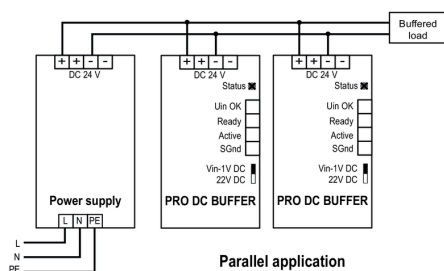 Buffered
load
+ + - -
DC 24 V
+ + - -
DC 24 V
+ + - -
DC 24 V
Status
Uin OK
Ready
Active
SGnd
Vin-1V DC
22V DC
PRO DC BUFFER
Status
Uin OK
Ready
Active
SGnd
Vin-1V DC
22V DC
PRO DC BUFFER
Power supply
L N PE
L
N
PE
Parallel application